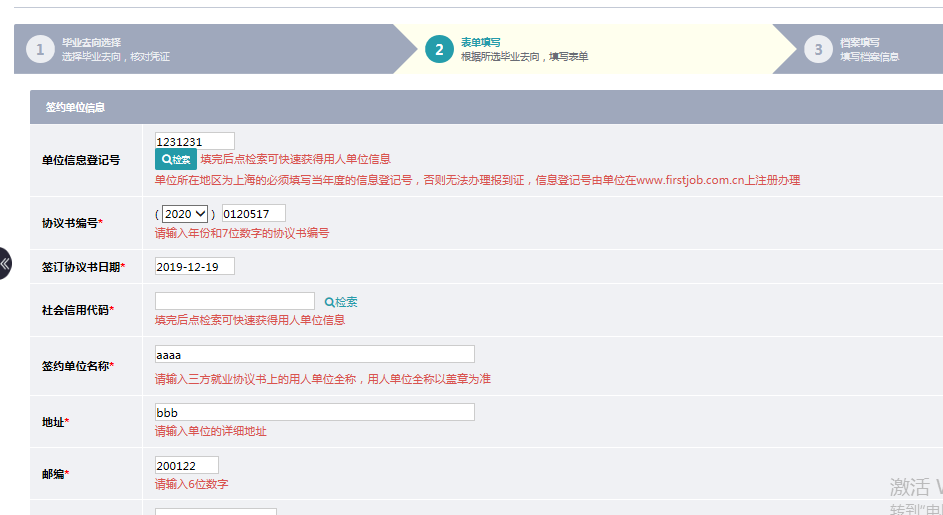 1 毕业去向选择
选择毕业去向，核对凭证
2 表单填写
根据所选毕业去向，填写表单
3 档案填写
填写档案信息
签约单位信息
单位信息登记号
1231231
检索 填完后点检索可快速获得用人单位信息
单位所在地区为上海的必须填写当年度的信息登记号，否则无法办理报到证，信息登记号由单位在www.firstjob.com.cn上注册办理
协议书编号*
( 2020 ) 0120517
请输入年份和7位数字的协议书编号
签订协议书日期* 2019-12-19
社会信用代码*
检索
填完后点检索可快速获得用人单位信息
签约单位名称*
aaaa
请输入三方就业协议书上的用人单位全称，用人单位全称以盖章为准
地址*
bbb
请输入单位的详细地址
邮编*
200122
请输入6位数字
激活 W
转到"电